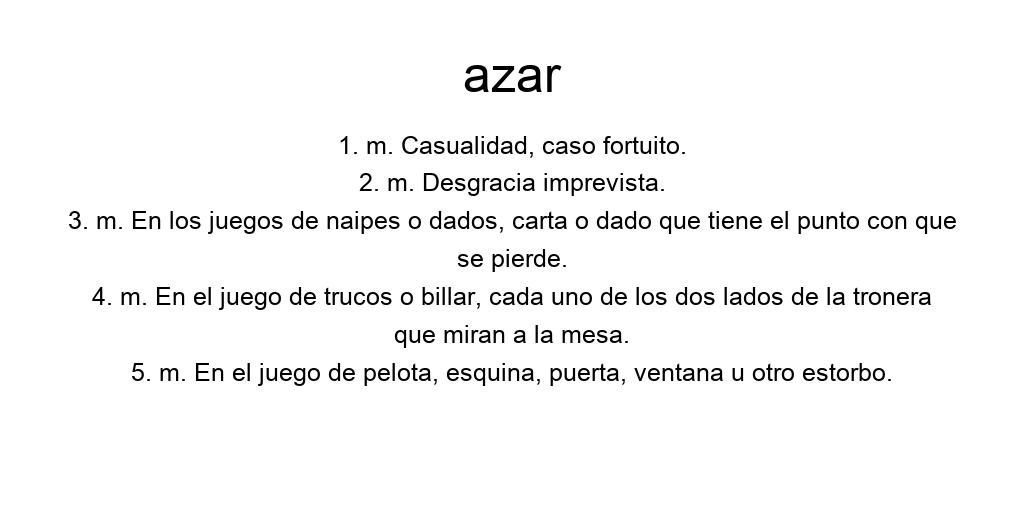 azar
1. m. Casualidad, caso fortuito.
2. m. Desgracia imprevista.
3. m. En los juegos de naipes o dados, carta o dado que tiene el punto con que
se pierde.
4. m. En el juego de trucos o billar, cada uno de los dos lados de la tronera
que miran a la mesa.
5. m. En el juego de pelota, esquina, puerta, ventana u otro estorbo.